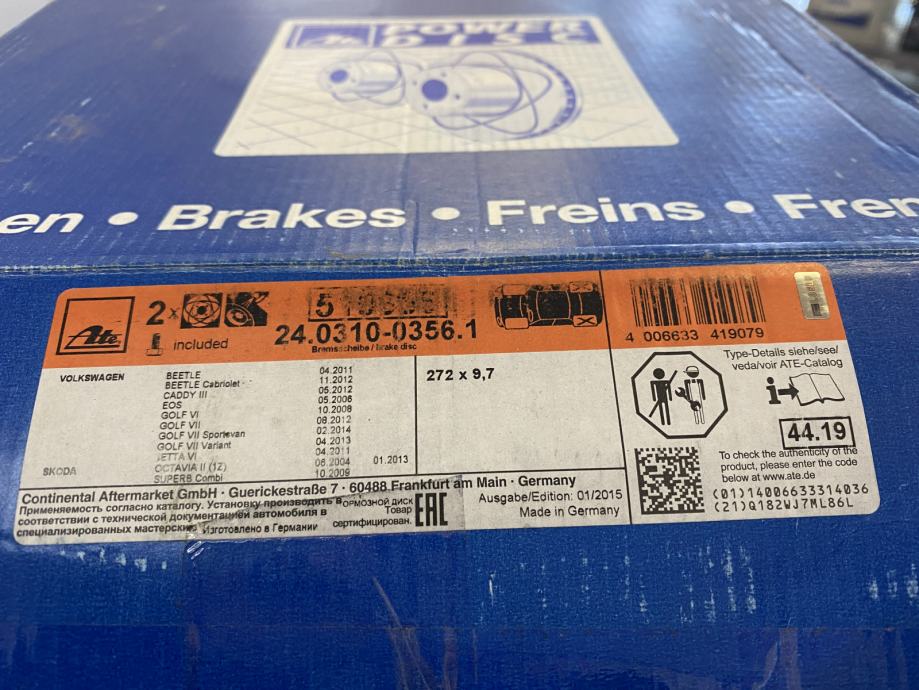 Ate POWER
DISC
en • Brakes • Freins • Fren
Ate 2x
included
24.0310-0356.1
Bremsscheibe / brake disc
4 006633 419079
VOLKSWAGEN BEETLE 04.2011
BEETLE Cabriolet 11.2012
CADDY III 05.2012
EOS 05.2006
GOLF VI 10.2008
GOLF VII 08.2012
GOLF VII Sportsvan 02.2014
GOLF VII Variant 04.2013
JETTA VI 04.2011
SKODA OCTAVIA II (1Z) 06.2004 01.2013
SUPERB Combi 10.2009
272 x 9,7
Type-Details siehe/see/
veda/voir ATE-Catalog
44.19
To check the authenticity of the
product, please enter the code
below at www.ate.de
(01)14006633314036
(21)Q182WJ7ML86L
Continental Aftermarket GmbH · Guerickestraße 7 · 60488 Frankfurt am Main · Germany
Применяемость согласно каталогу. Установку производить в
соответствии с технической документацией автомобиля в
специализированных мастерских Изготовлено в Германии
ормозной диск
Товар
сертифицирован.
EAC
Ausgabe/Edition: 01/2015
Made in Germany